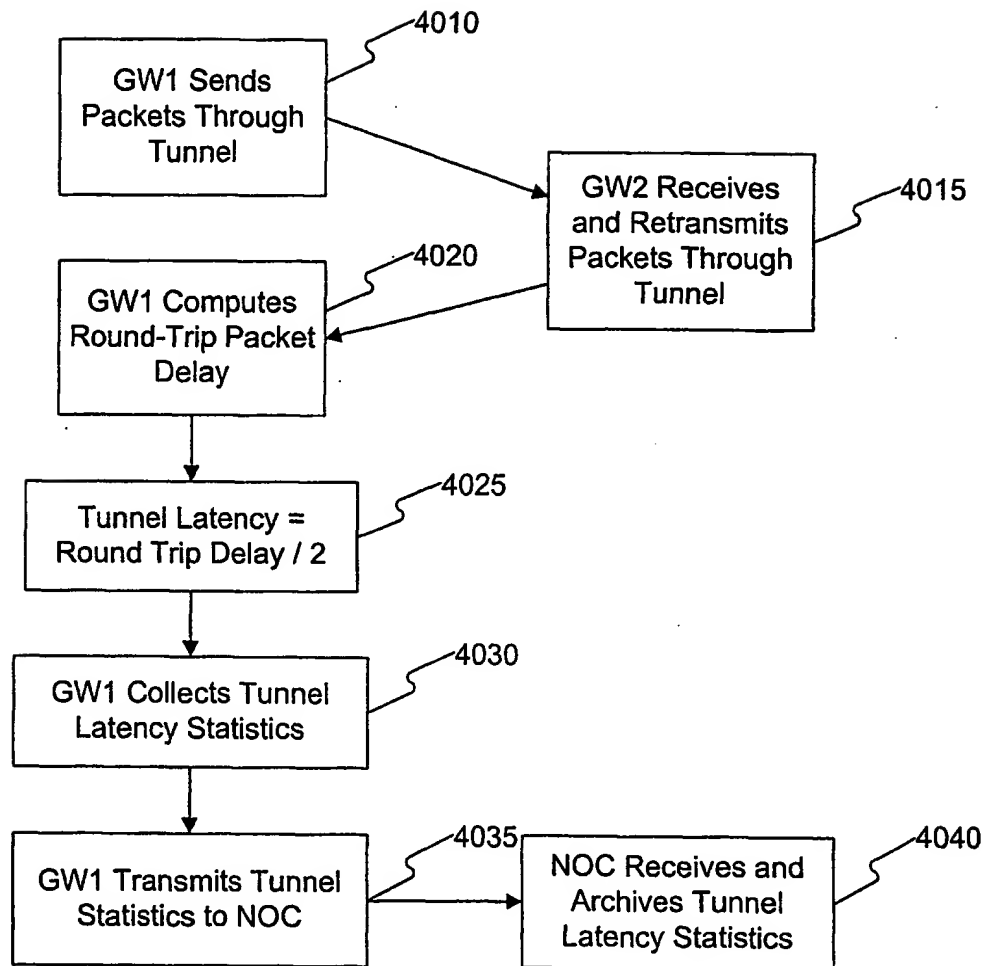 4010
GW1 Sends
Packets Through
Tunnel
GW2 Receives
and Retransmits
Packets Through
Tunnel
4015
4020
GW1 Computes
Round-Trip Packet
Delay
4025
Tunnel Latency =
Round Trip Delay / 2
4030
GW1 Collects Tunnel
Latency Statistics
4035
GW1 Transmits Tunnel
Statistics to NOC
4040
NOC Receives and
Archives Tunnel
Latency Statistics